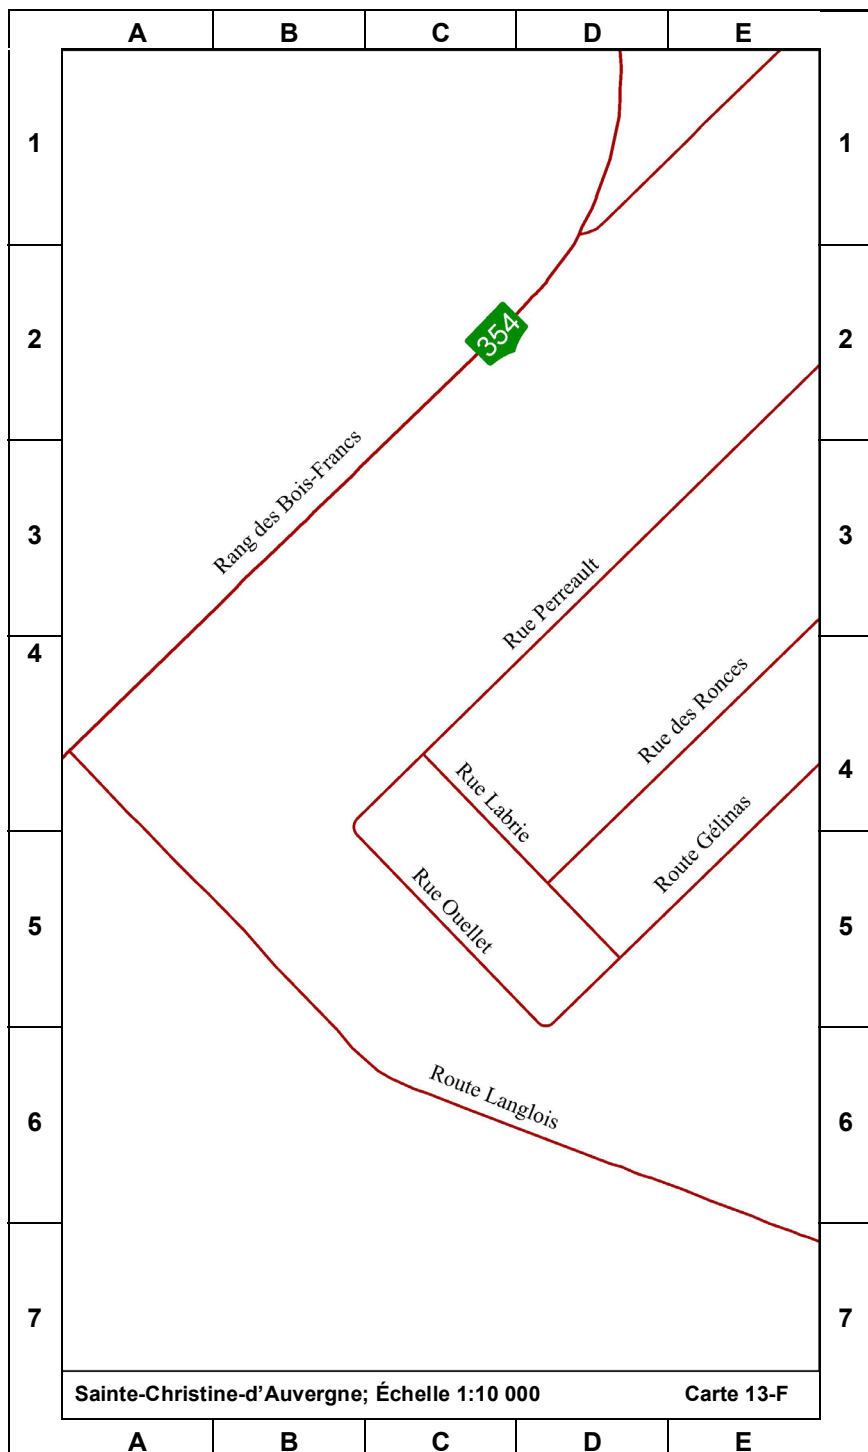 A B C D E
1 1
2 354 2
Rang des Bois-Francs
3 3
Rue Perreault
4
Rue des Ronces
4
Rue Labrie
Route Gélinas
Rue Ouellet
5 5
Route Langlois
6 6
7 7
Sainte-Christine-d’Auvergne; Échelle 1:10 000 Carte 13-F
A B C D E